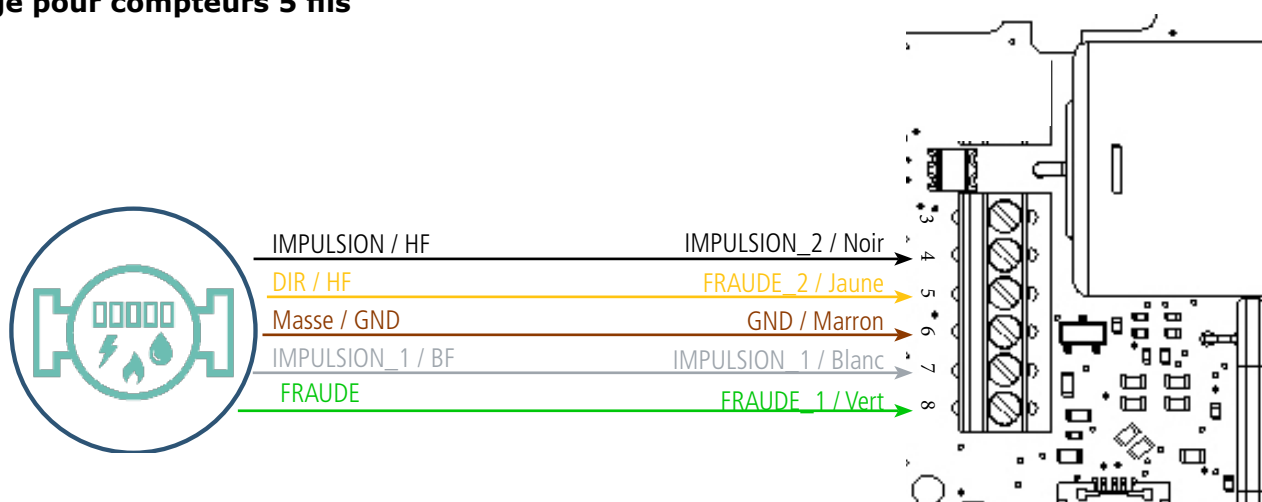 ge pour compteurs 5 fils
IMPULSION / HF
IMPULSION_2 / Noir
DIR / HF
FRAUDE_2 / Jaune
Masse / GND
GND / Marron
IMPULSION_1 / BF
IMPULSION_1 / Blanc
FRAUDE
FRAUDE_1 / Vert
3
4
5
6
7
8